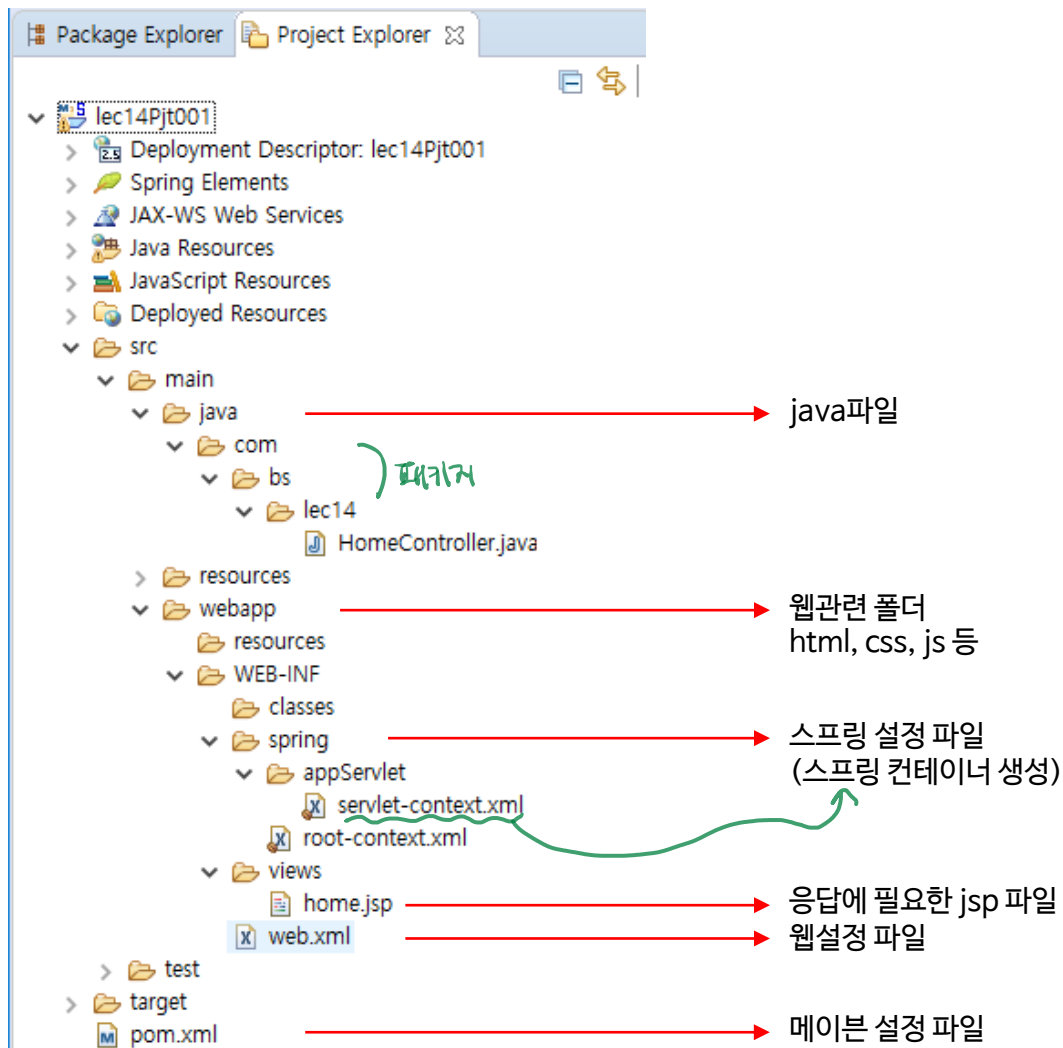 Package Explorer Project Explorer
lec14Pjt001
Deployment Descriptor: lec14Pjt001
Spring Elements
JAX-WS Web Services
Java Resources
JavaScript Resources
Deployed Resources
src
main
java java파일
com
bs 패키지
lec14
HomeController.java
resources
webapp 웹관련 폴더
resources html, css, js 등
WEB-INF
classes
spring 스프링 설정 파일
appServlet (스프링 컨테이너 생성)
servlet-context.xml
root-context.xml
views
home.jsp 응답에 필요한 jsp 파일
web.xml 웹설정 파일
test
target
pom.xml 메이븐 설정 파일